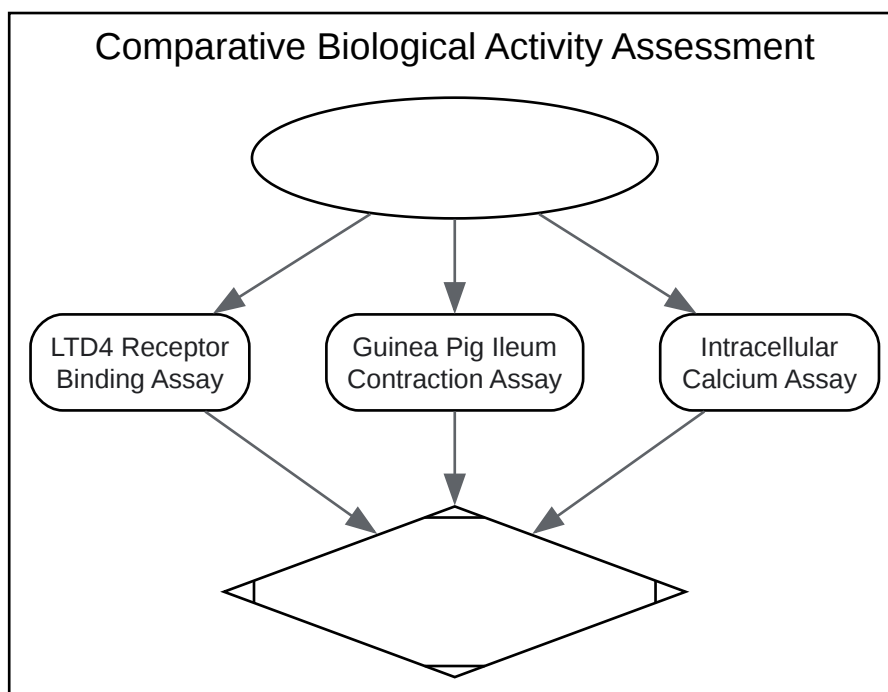 Comparative Biological Activity Assessment
LTD4 Receptor
Binding Assay
Guinea Pig Ileum
Contraction Assay
Intracellular
Calcium Assay